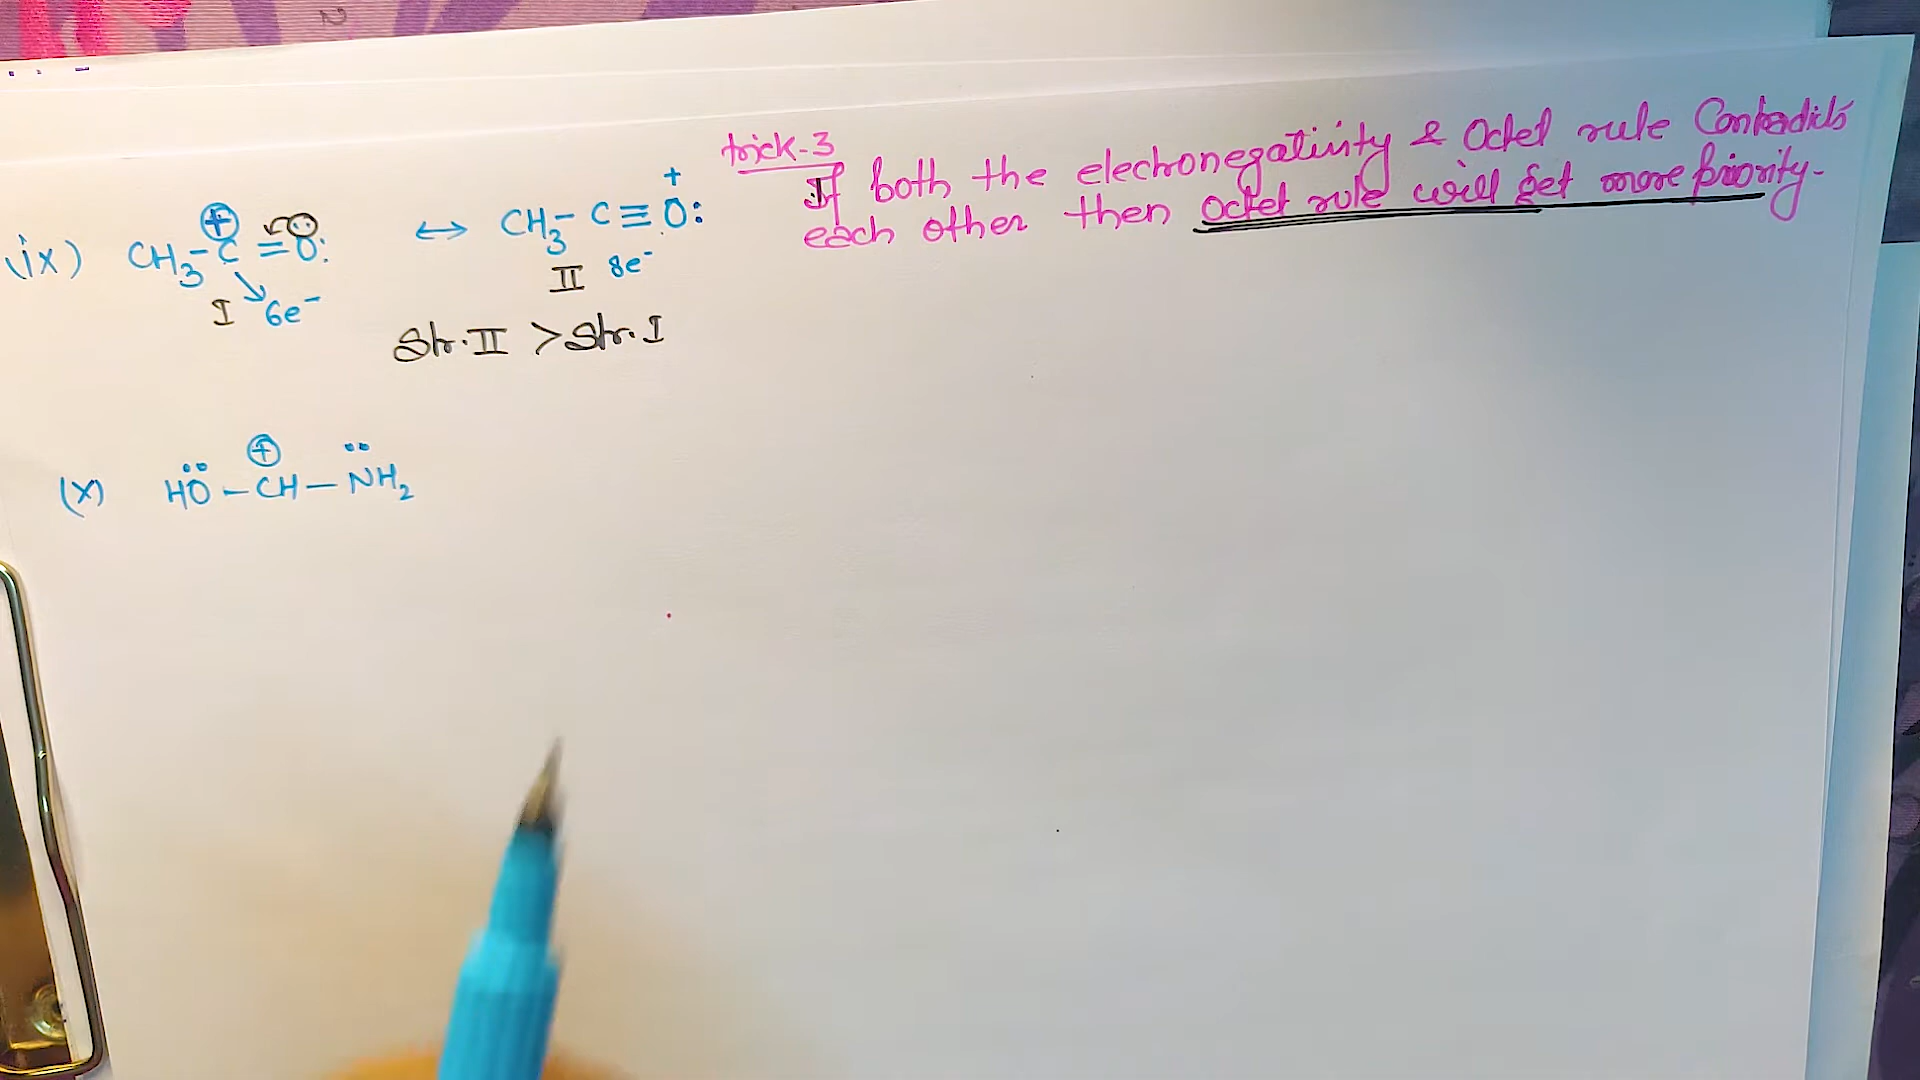 trick-3
If both the electronegativity & Octet rule Contradicts
each other then octet rule will get more priority.
(ix) CH₃-C⊕=Ö: ↔ CH₃-C≡O⁺:
I 6e⁻ II 8e⁻
Str.II > Str.I
(x) HÖ-CH⊕-N̈H₂